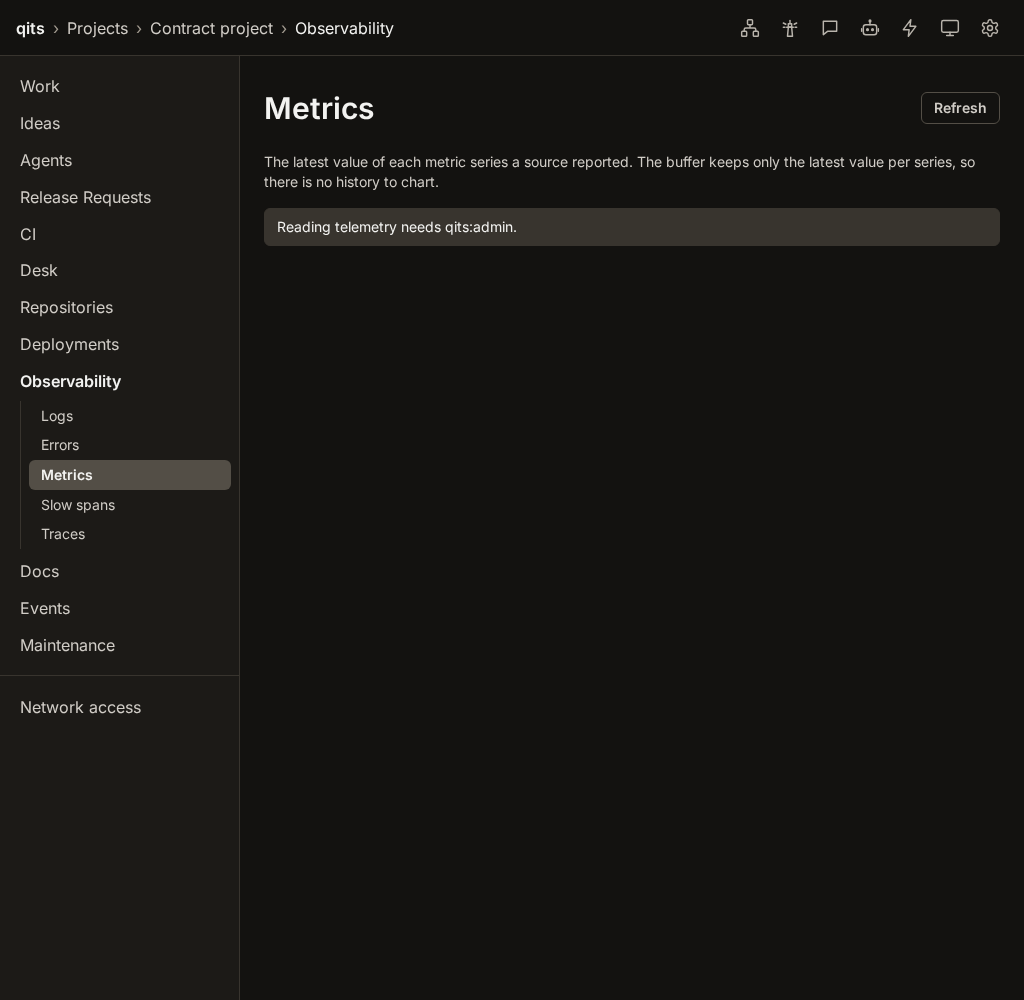 qits › Projects › Contract project › Observability
Work
Ideas
Agents
Release Requests
CI
Desk
Repositories
Deployments
Observability
Logs
Errors
Metrics
Slow spans
Traces
Docs
Events
Maintenance
Network access
Metrics
Refresh
The latest value of each metric series a source reported. The buffer keeps only the latest value per series, so
there is no history to chart.
Reading telemetry needs qits:admin.